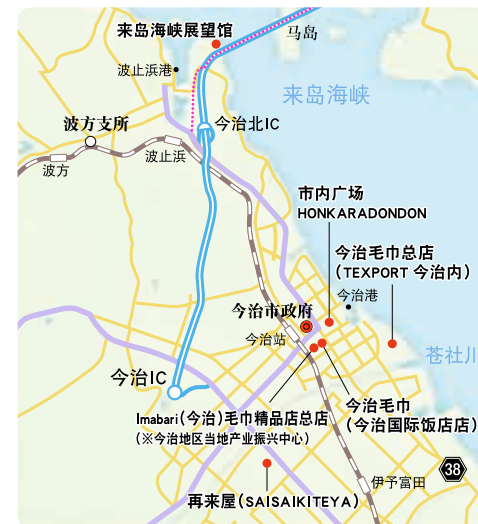 来岛海峡展望馆
马岛
波止浜港
来岛海峡
波方支所
今治北IC
波止浜
波方
市内广场
HONKARADONDON
今治毛巾总店
(TEXPORT 今治内)
今治港
今治市政府
今治站
苍社川
今治IC
今治毛巾
(今治国际饭店店)
Imabari(今治)毛巾精品店总店
(※今治地区当地产业振兴中心)
38
伊予富田
再来屋(SAISAIKITEYA)